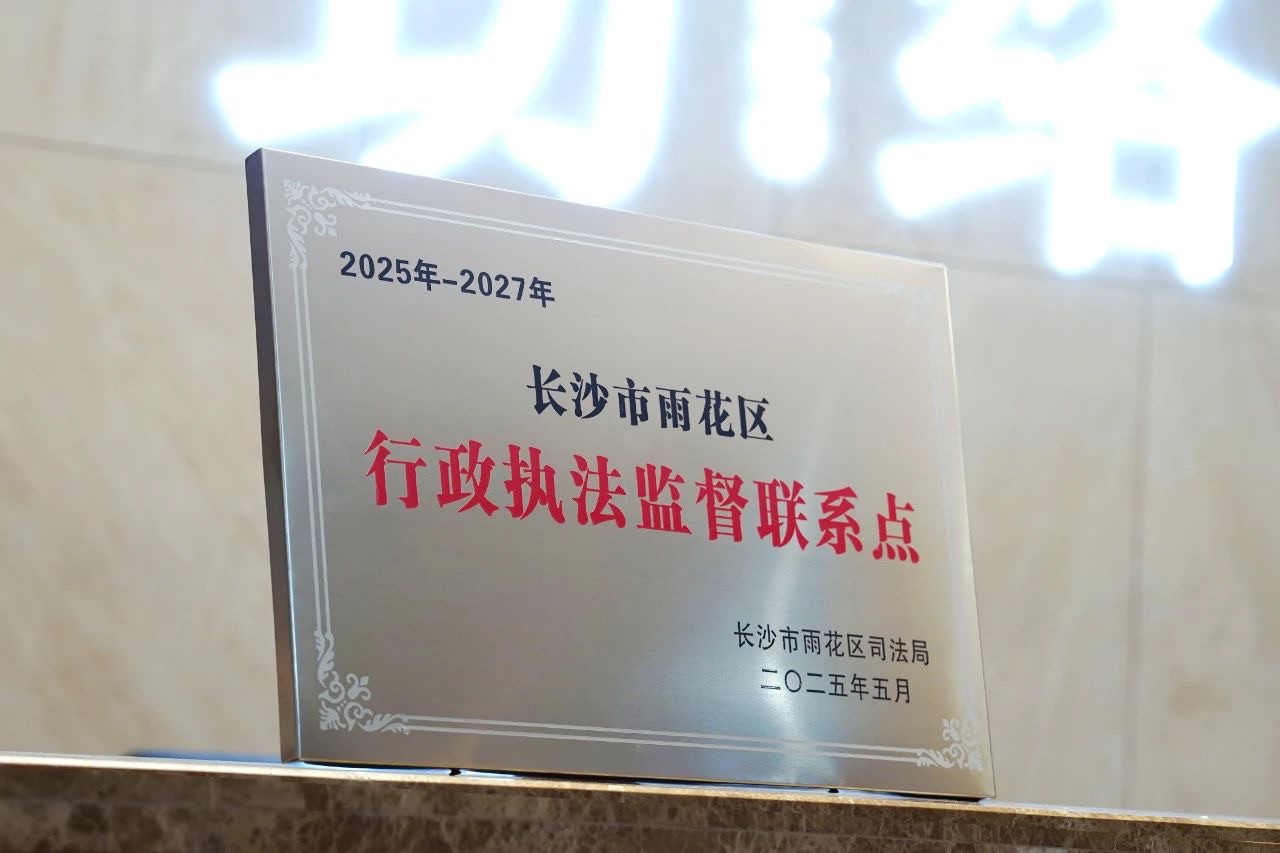 2025年-2027年
长沙市雨花区
行政执法监督联系点
长沙市雨花区司法局
二〇二五年五月